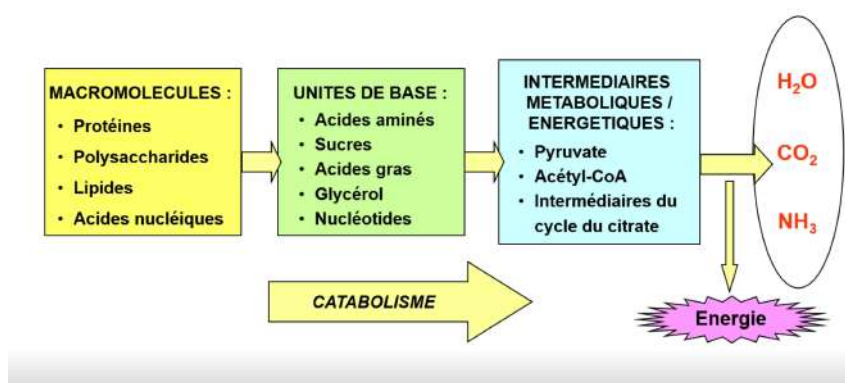 MACROMOLECULES :
• Protéines
• Polysaccharides
• Lipides
• Acides nucléiques
UNITES DE BASE :
• Acides aminés
• Sucres
• Acides gras
• Glycérol
• Nucléotides
INTERMEDIAIRES
METABOLIQUES /
ENERGETIQUES :
• Pyruvate
• Acétyl-CoA
• Intermédiaires du
cycle du citrate
H₂O
CO₂
NH₃
CATABOLISME
Energie